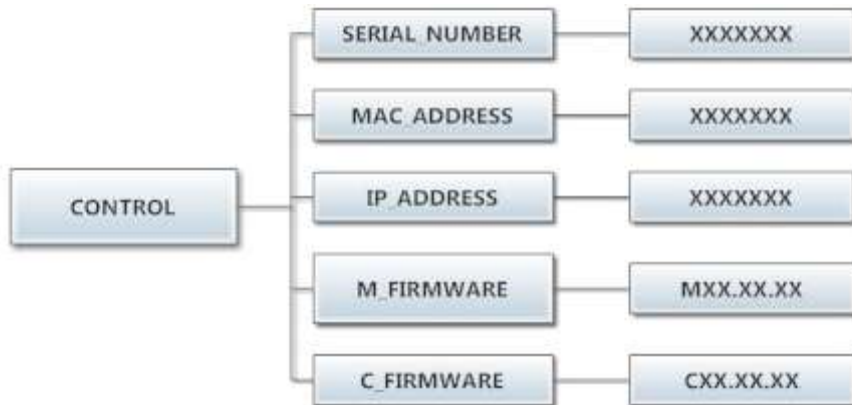 SERIAL_NUMBER XXXXXXX
MAC_ADDRESS XXXXXXX
CONTROL
IP_ADDRESS XXXXXXX
M_FIRMWARE MXX.XX.XX
C_FIRMWARE CXX.XX.XX